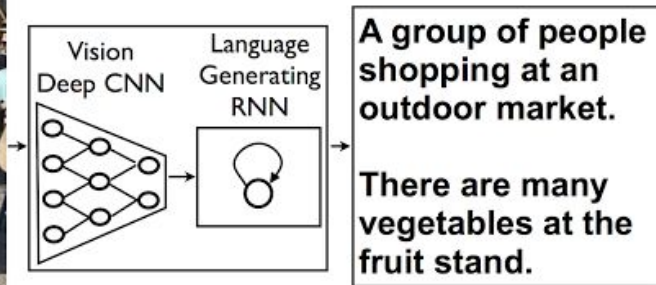 Vision
Deep CNN
Language
Generating
RNN
A group of people
shopping at an
outdoor market.
There are many
vegetables at the
fruit stand.